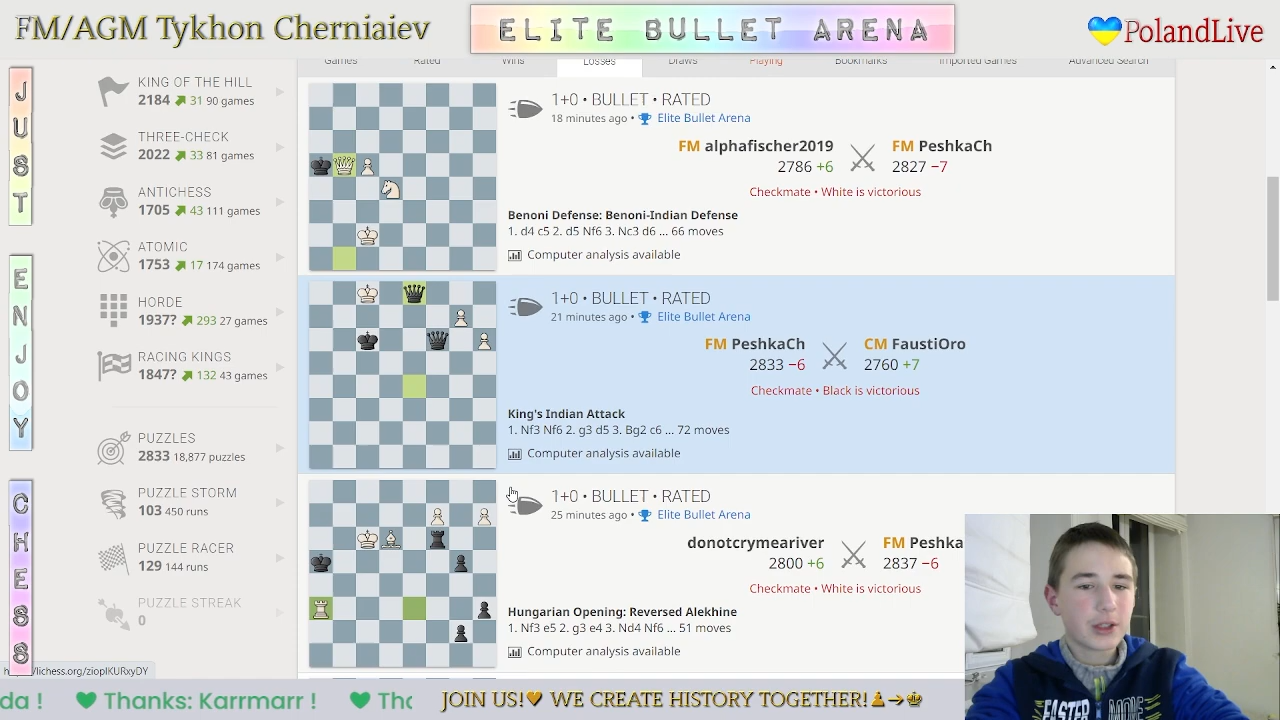 FM/AGM Tykhon Cherniaiev
ELITE BULLET ARENA
PolandLive
JUST
ENJOY
CHESS
KING OF THE HILL
2184 31 90 games
THREE-CHECK
2022 33 81 games
ANTICHESS
1705 43 111 games
ATOMIC
1753 17 174 games
HORDE
1937? 293 27 games
RACING KINGS
1847? 132 43 games
PUZZLES
2833 18,877 puzzles
PUZZLE STORM
103 450 runs
PUZZLE RACER
129 144 runs
PUZZLE STREAK
0
Games Rated Wins Losses Draws Playing Bookmarks Imported Games Advanced Search
1+0 • BULLET • RATED
18 minutes ago • Elite Bullet Arena
FM alphafischer2019 FM PeshkaCh
2786 +6 2827 −7
Checkmate • White is victorious
Benoni Defense: Benoni-Indian Defense
1. d4 c5 2. d5 Nf6 3. Nc3 d6 ... 66 moves
Computer analysis available
1+0 • BULLET • RATED
21 minutes ago • Elite Bullet Arena
FM PeshkaCh CM FaustiOro
2833 −6 2760 +7
Checkmate • Black is victorious
King's Indian Attack
1. Nf3 Nf6 2. g3 d5 3. Bg2 c6 ... 72 moves
Computer analysis available
1+0 • BULLET • RATED
25 minutes ago • Elite Bullet Arena
donotcrymeariver FM Peshka
2800 +6 2837 −6
Checkmate • White is victorious
Hungarian Opening: Reversed Alekhine
1. Nf3 e5 2. g3 e4 3. Nd4 Nf6 ... 51 moves
Computer analysis available
/lichess.org/ziopIKURxyDY
FASTER MORE
da ! Thanks: Karrmarr ! Tha
JOIN US! WE CREATE HISTORY TOGETHER!